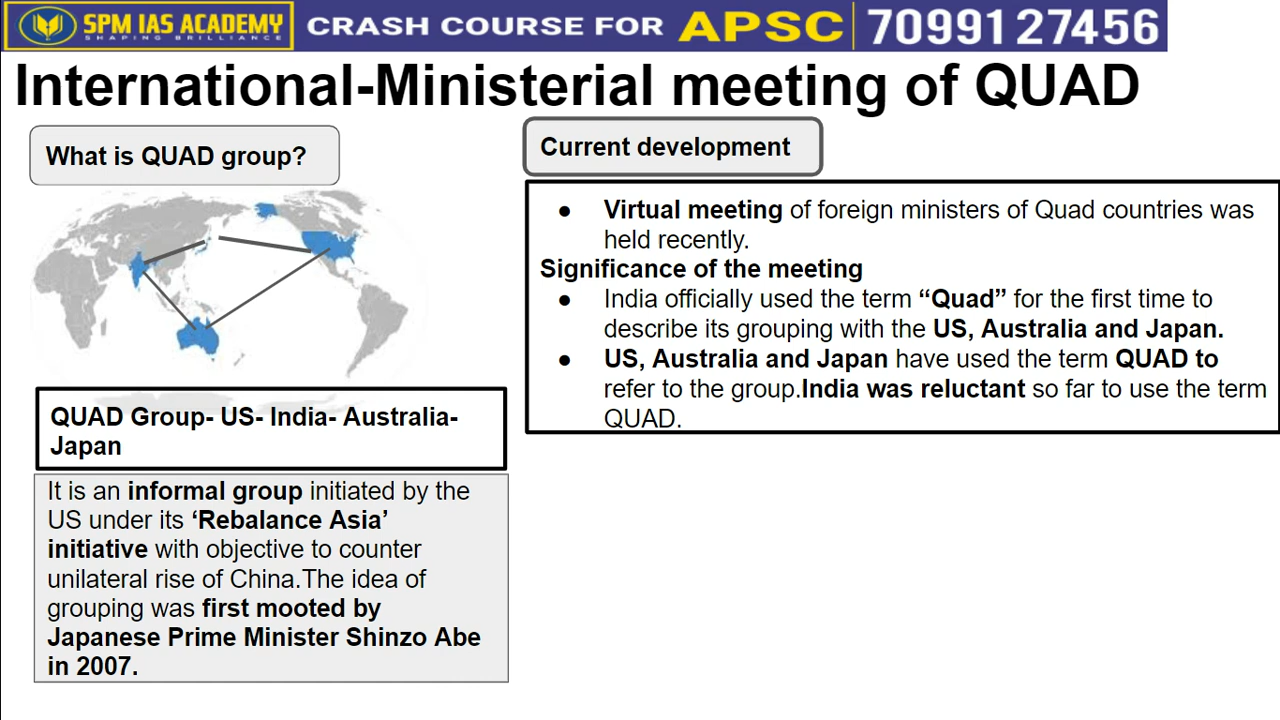 SPM IAS ACADEMY
SHAPING BRILLIANCE
CRASH COURSE FOR APSC 7099127456
International-Ministerial meeting of QUAD
What is QUAD group?
QUAD Group- US- India- Australia-
Japan
It is an informal group initiated by the
US under its ‘Rebalance Asia’
initiative with objective to counter
unilateral rise of China.The idea of
grouping was first mooted by
Japanese Prime Minister Shinzo Abe
in 2007.
Current development
● Virtual meeting of foreign ministers of Quad countries was
held recently.
Significance of the meeting
● India officially used the term “Quad” for the first time to
describe its grouping with the US, Australia and Japan.
● US, Australia and Japan have used the term QUAD to
refer to the group.India was reluctant so far to use the term
QUAD.